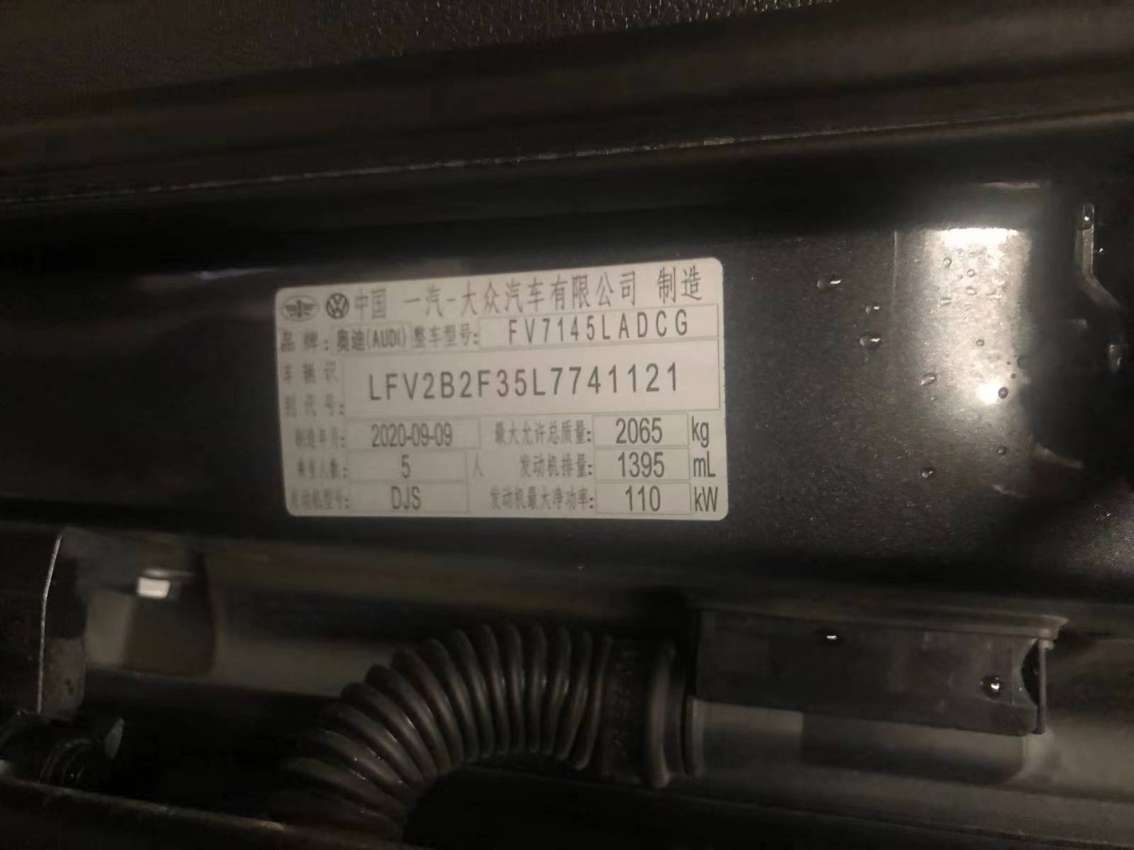 中国 一汽-大众汽车有限公司 制造
品牌: 奥迪(AUDI) 整车型号: FV7145LADCG
车辆识别代号: LFV2B2F35L7741121
制造年月: 2020-09-09 最大允许总质量: 2065 kg
乘坐人数: 5 人 发动机排量: 1395 mL
发动机型号: DJS 发动机最大净功率: 110 kW